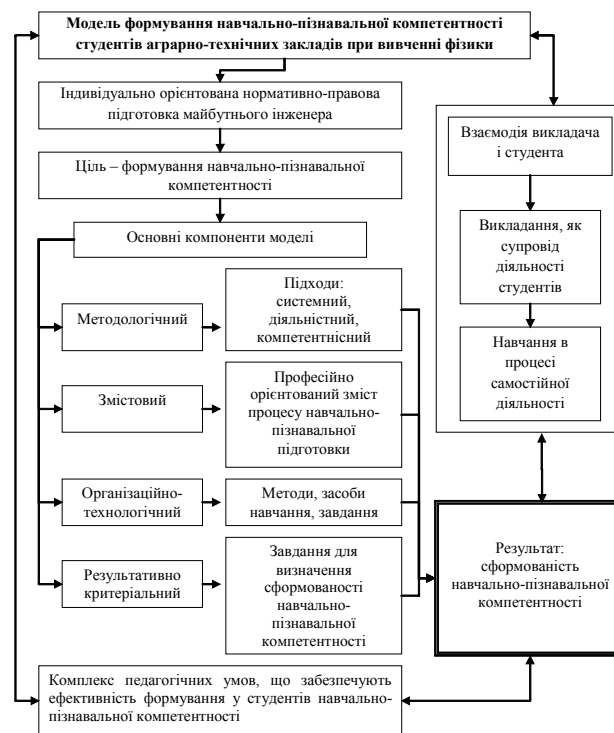 Модель формування навчально-пізнавальної компетентності
студентів аграрно-технічних закладів при вивченні фізики
Індивідуально орієнтована нормативно-правова
підготовка майбутнього інженера
Ціль – формування навчально-пізнавальної
компетентності
Основні компоненти моделі
Методологічний
Підходи:
системний,
діяльністний,
компетентнісний
Змістовий
Професійно
орієнтований зміст
процесу навчально-
пізнавальної
підготовки
Організаційно-
технологічний
Методи, засоби
навчання, завдання
Результативно
критеріальний
Завдання для
визначення
сформованості
навчально-
пізнавальної
компетентності
Взаємодія викладача
і студента
Викладання, як
супровід
діяльності
студентів
Навчання в
процесі
самостійної
діяльності
Результат:
сформованість
навчально-пізнавальної
компетентності
Комплекс педагогічних умов, що забезпечують
ефективність формування у студентів навчально-
пізнавальної компетентності